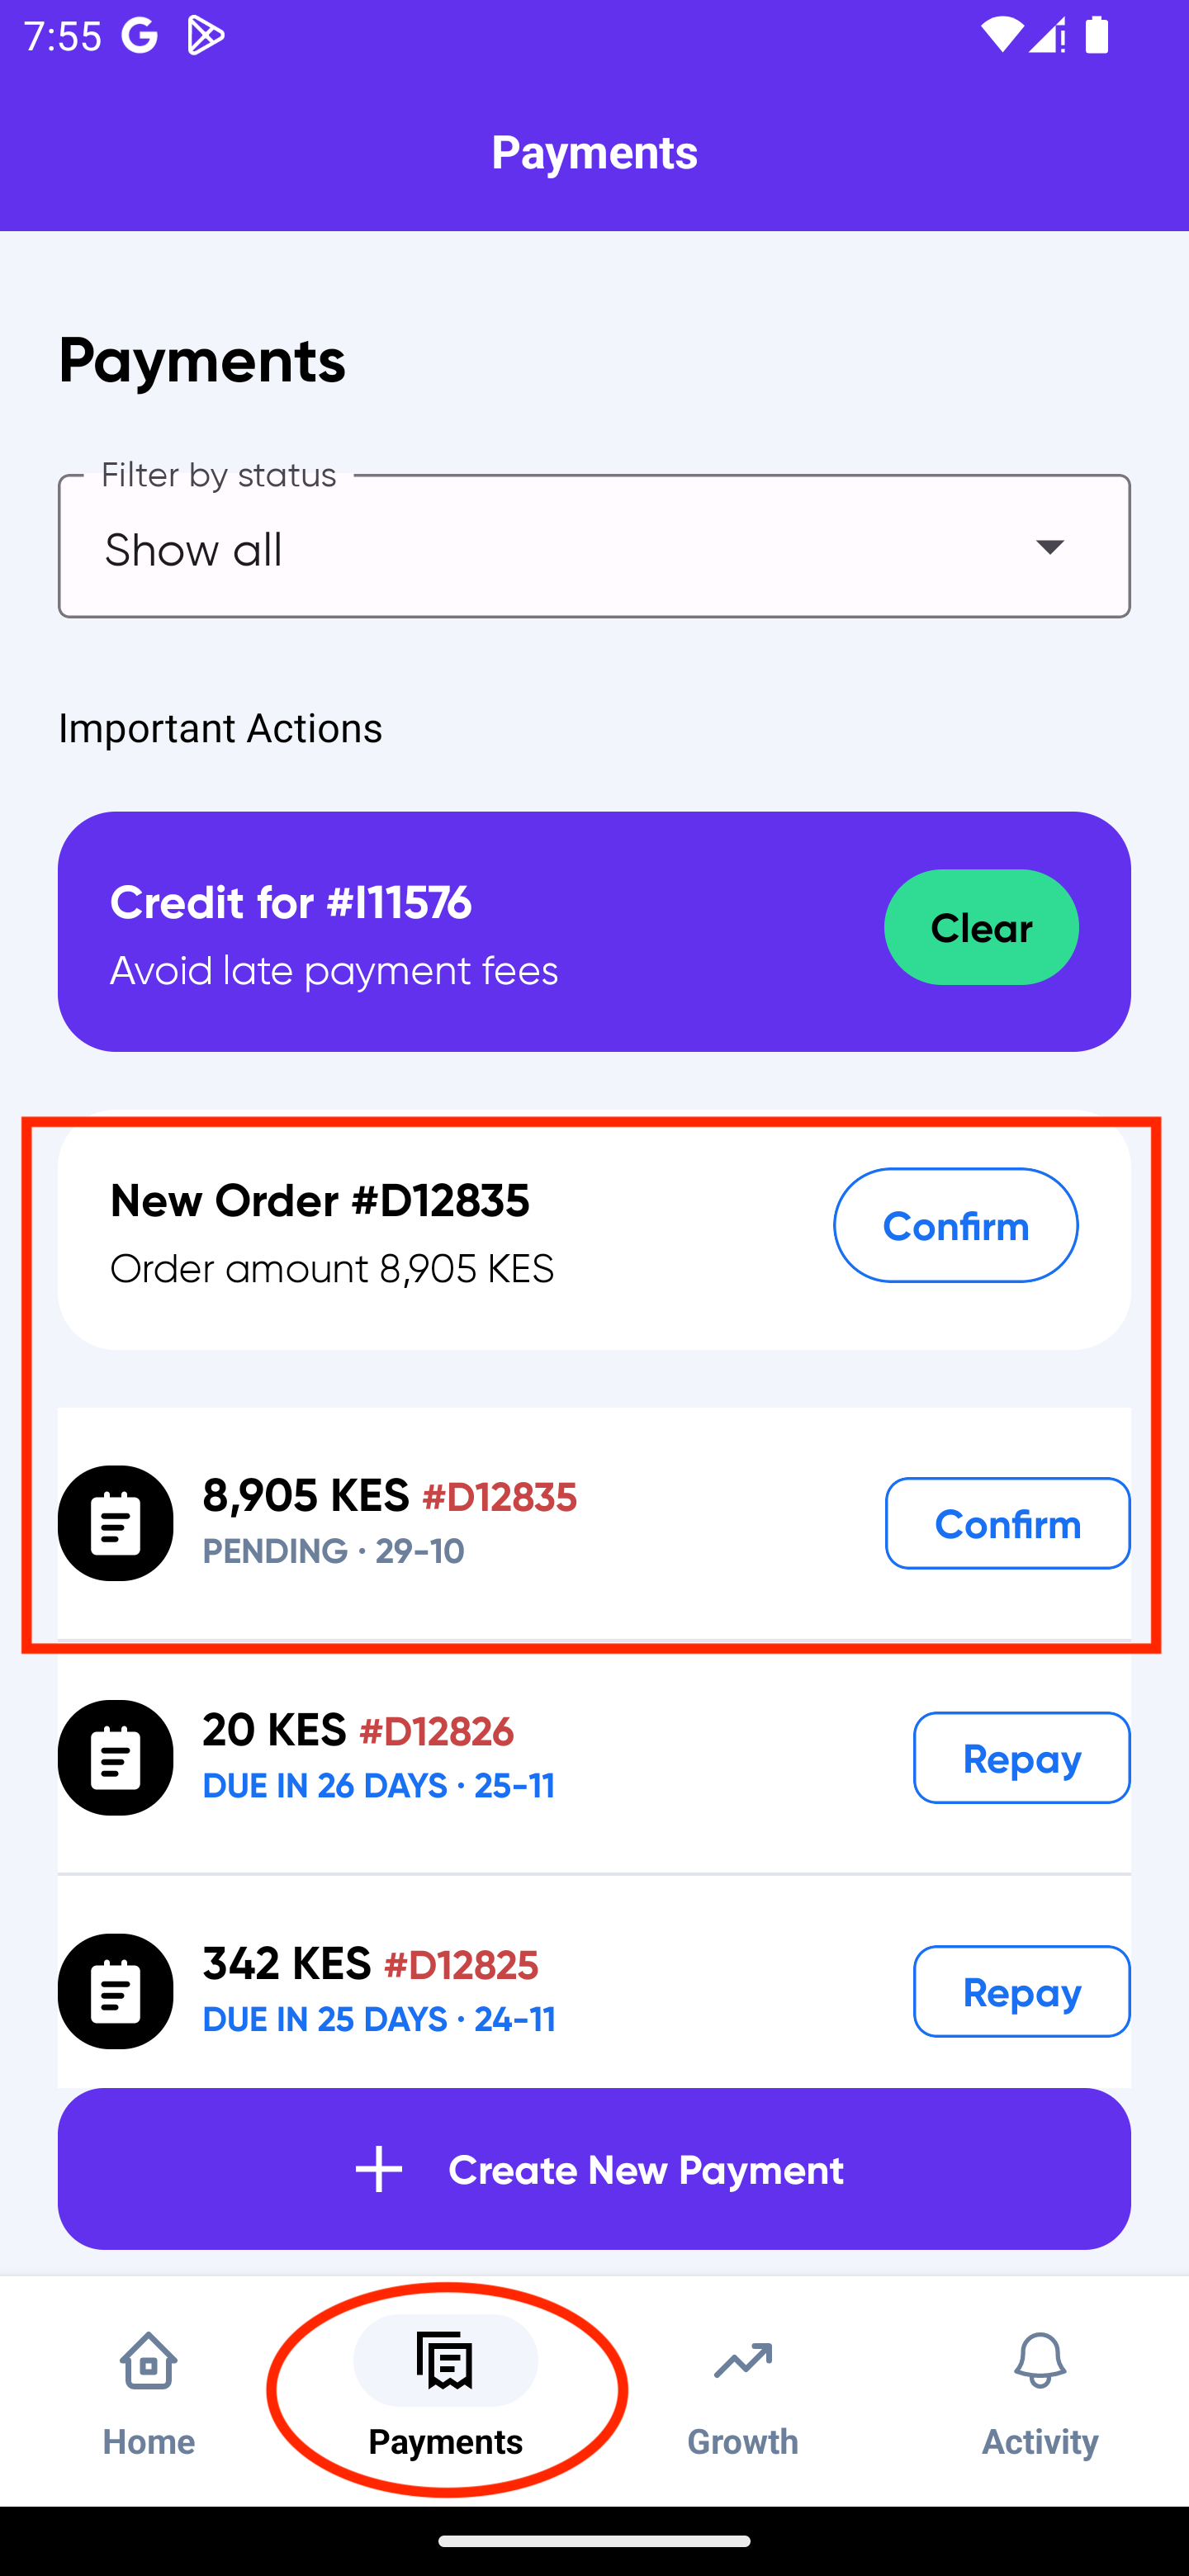 7:55
Payments
Payments
Filter by status
Show all
Important Actions
Credit for #I11576
Avoid late payment fees
Clear
New Order #D12835
Order amount 8,905 KES
Confirm
8,905 KES #D12835
PENDING · 29-10
Confirm
20 KES #D12826
DUE IN 26 DAYS · 25-11
Repay
342 KES #D12825
DUE IN 25 DAYS · 24-11
Repay
Create New Payment
Home
Payments
Growth
Activity